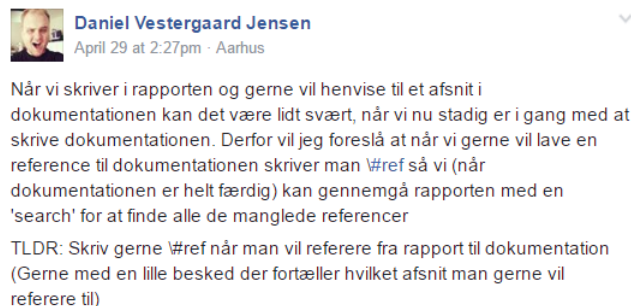 Daniel Vestergaard Jensen
April 29 at 2:27pm · Aarhus
Når vi skriver i rapporten og gerne vil henvise til et afsnit i
dokumentationen kan det være lidt svært, når vi nu stadig er i gang med at
skrive dokumentationen. Derfor vil jeg foreslå at når vi gerne vil lave en
reference til dokumentationen skriver man \#ref så vi (når
dokumentationen er helt færdig) kan gennemgå rapporten med en
'search' for at finde alle de manglede referencer
TLDR: Skriv gerne \#ref når man vil referere fra rapport til dokumentation
(Gerne med en lille besked der fortæller hvilket afsnit man gerne vil
referere til)